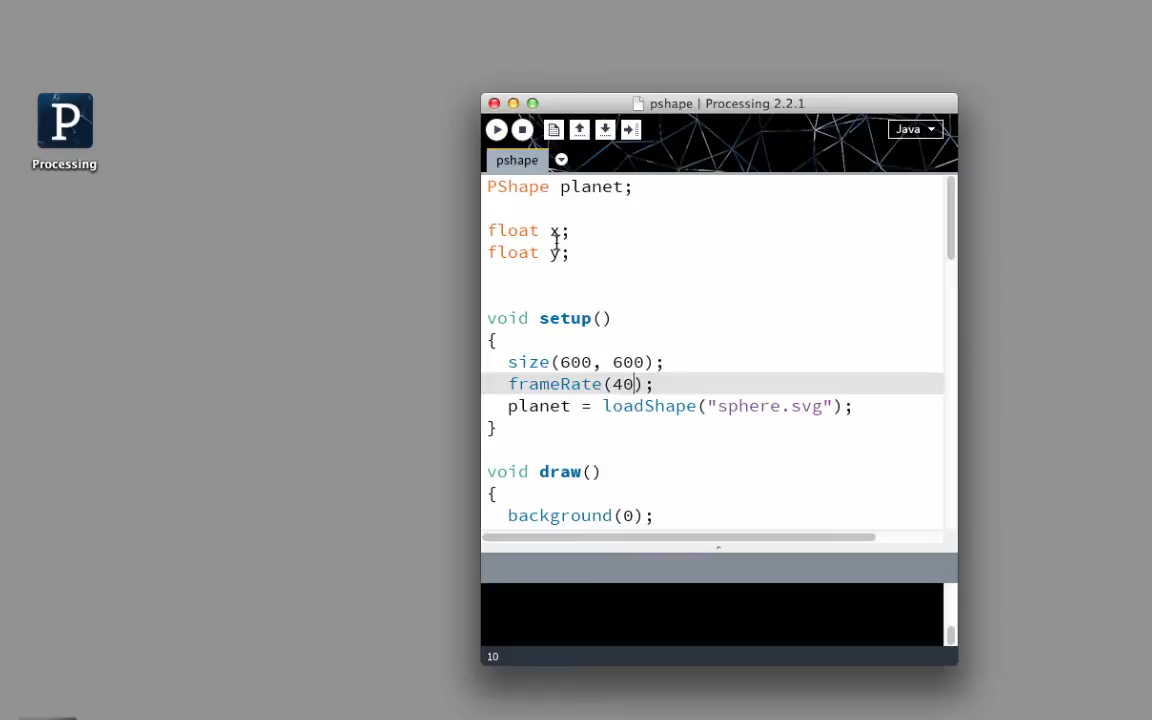 P
Processing
pshape | Processing 2.2.1
Java
pshape
PShape planet;
float x;
float y;
void setup()
{
size(600, 600);
frameRate(40);
planet = loadShape("sphere.svg");
}
void draw()
{
background(0);
10